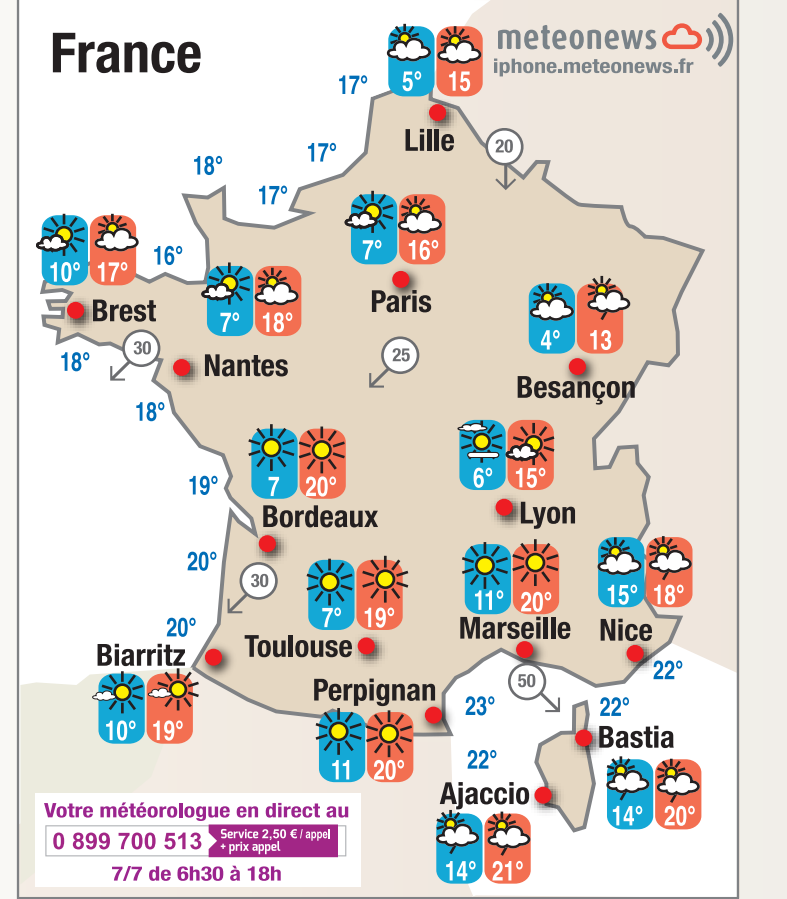 France
meteonews
iphone.meteonews.fr
5° 15
17°
Lille
20
17°
18°
17°
7° 16°
10° 17°
16°
Paris
7° 18°
Brest
4° 13
30
25
18°
Nantes
Besançon
18°
7 20°
6° 15°
19°
Bordeaux
Lyon
20°
30
7° 19°
11° 20°
15° 18°
20°
Toulouse
Marseille
Nice
Biarritz
22°
10° 19°
Perpignan
50
23°
22°
11 20°
Bastia
22°
14° 20°
Ajaccio
14° 21°
Votre météorologue en direct au
0 899 700 513 Service 2,50 € / appel
+ prix appel
7/7 de 6h30 à 18h